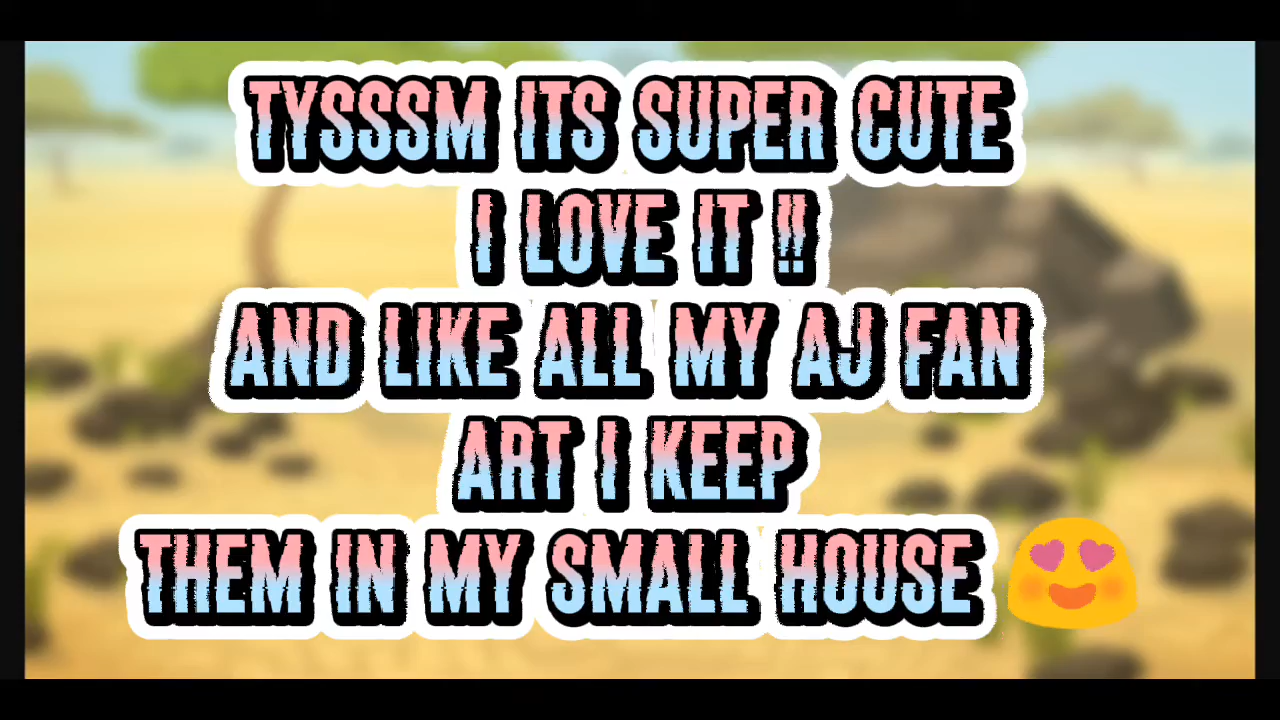 TYSSSM ITS SUPER CUTE
I LOVE IT !!
AND LIKE ALL MY AJ FAN
ART I KEEP
THEM IN MY SMALL HOUSE 😍